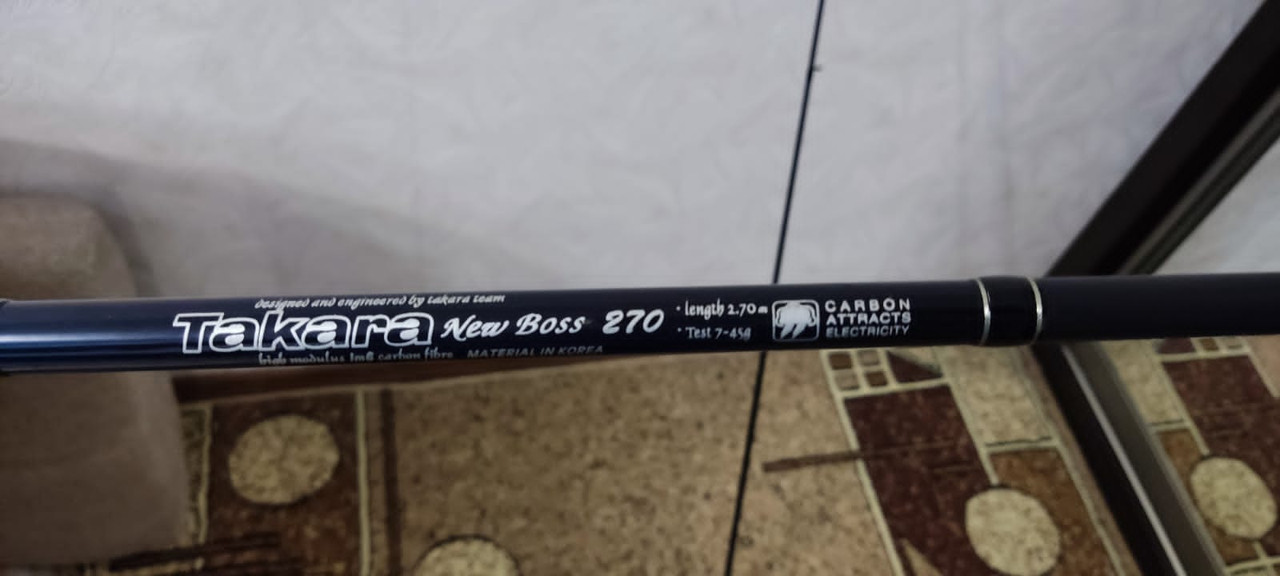 designed and engineered by takara team
Takara New Boss 270
high modulus im6 carbon fibre MATERIAL IN KOREA
· length 2.70 m
· Test 7-45g
CARBON
ATTRACTS
ELECTRICITY